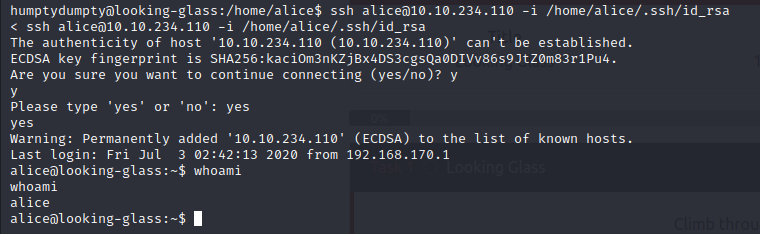 humptydumpty@looking-glass:/home/alice$ ssh alice@10.10.234.110 -i /home/alice/.ssh/id_rsa
< ssh alice@10.10.234.110 -i /home/alice/.ssh/id_rsa
The authenticity of host '10.10.234.110 (10.10.234.110)' can't be established.
ECDSA key fingerprint is SHA256:kaciOm3nKZjBx4DS3cgsQa0DIVv86s9JtZ0m83r1Pu4.
Are you sure you want to continue connecting (yes/no)? y
y
Please type 'yes' or 'no': yes
yes
Warning: Permanently added '10.10.234.110' (ECDSA) to the list of known hosts.
Last login: Fri Jul  3 02:42:13 2020 from 192.168.170.1
alice@looking-glass:~$ whoami
whoami
alice
alice@looking-glass:~$
Title
Looking Glass
Climb throu